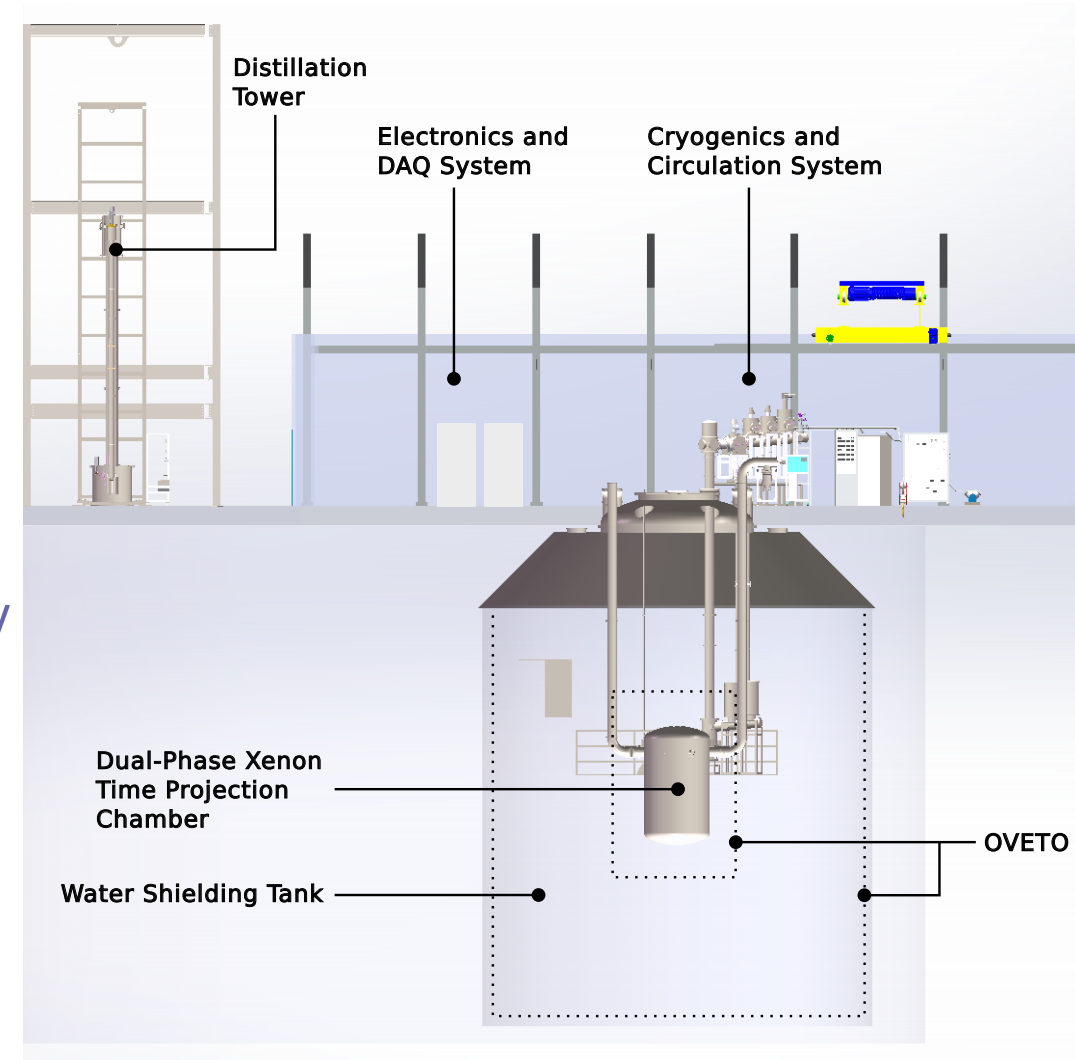 Distillation
Tower
Electronics and
DAQ System
Cryogenics and
Circulation System
Dual-Phase Xenon
Time Projection
Chamber
OVETO
Water Shielding Tank